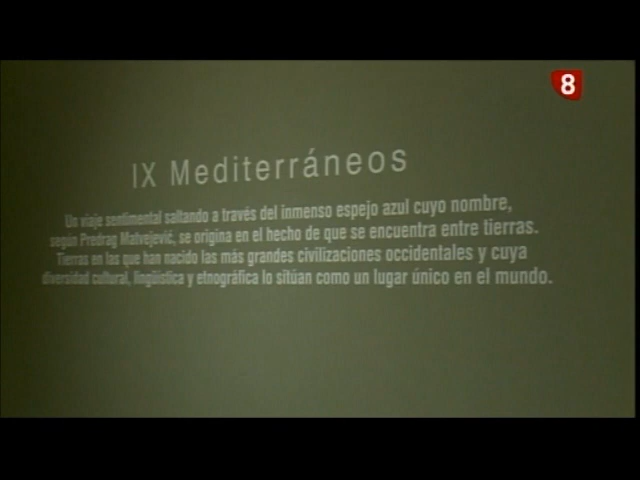 8
IX Mediterráneos
Un viaje sentimental saltando a través del inmenso espejo azul cuyo nombre,
según Predrag Matvejević, se origina en el hecho de que se encuentra entre tierras.
Tierras en las que han nacido las más grandes civilizaciones occidentales y cuya
diversidad cultural, lingüística y etnográfica lo sitúan como un lugar único en el mundo.